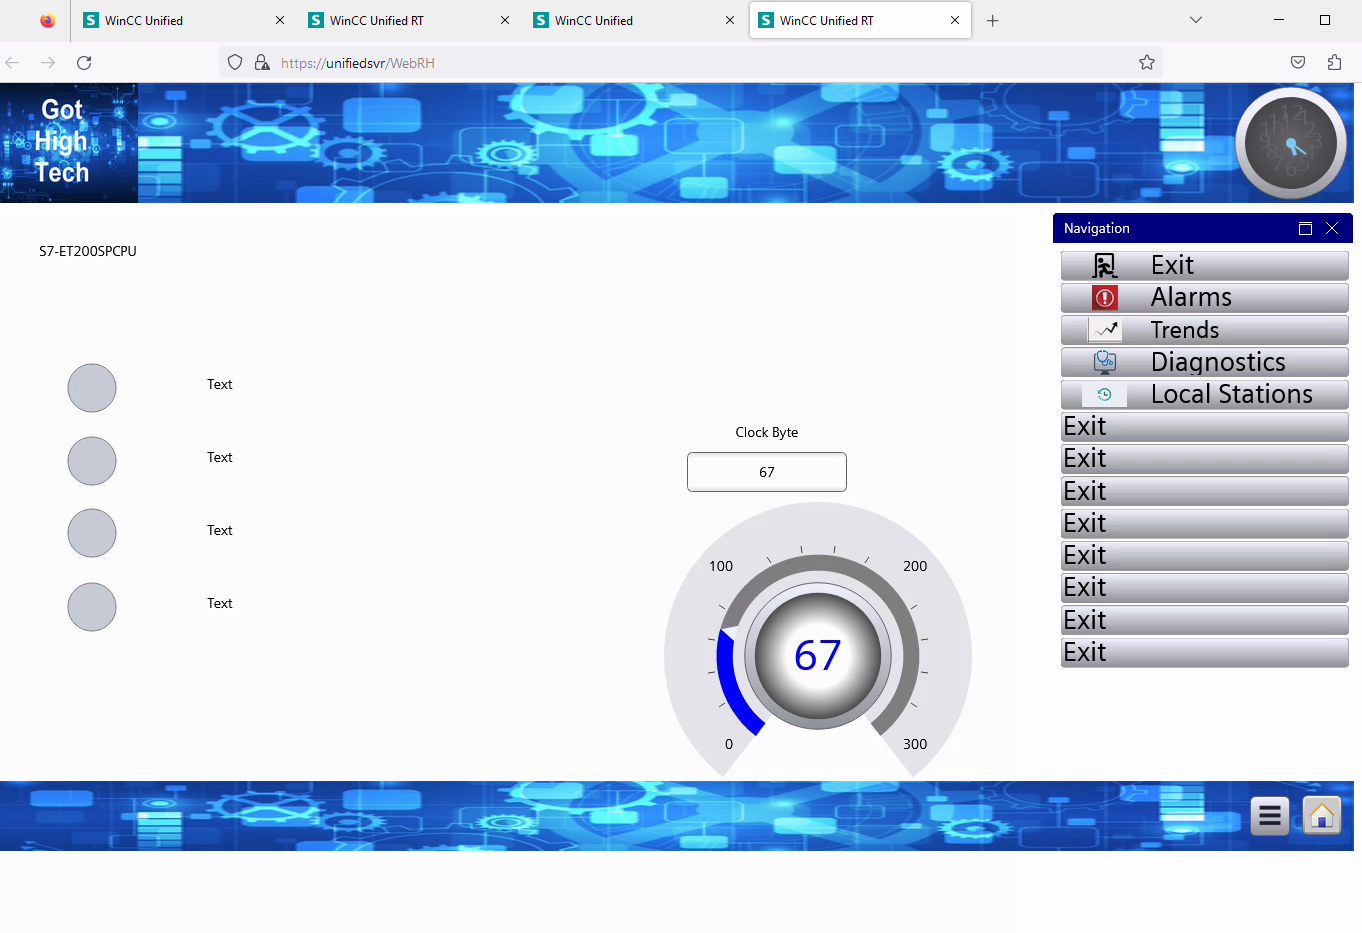 WinCC Unified
WinCC Unified RT
WinCC Unified
WinCC Unified RT
https://unifiedsvr/WebRH
Got
High
Tech
12
Navigation
S7-ET200SPCPU
Exit
Alarms
Trends
Diagnostics
Local Stations
Exit
Exit
Exit
Exit
Exit
Exit
Exit
Exit
Text
Text
Text
Text
Clock Byte
67
100
200
67
0
300